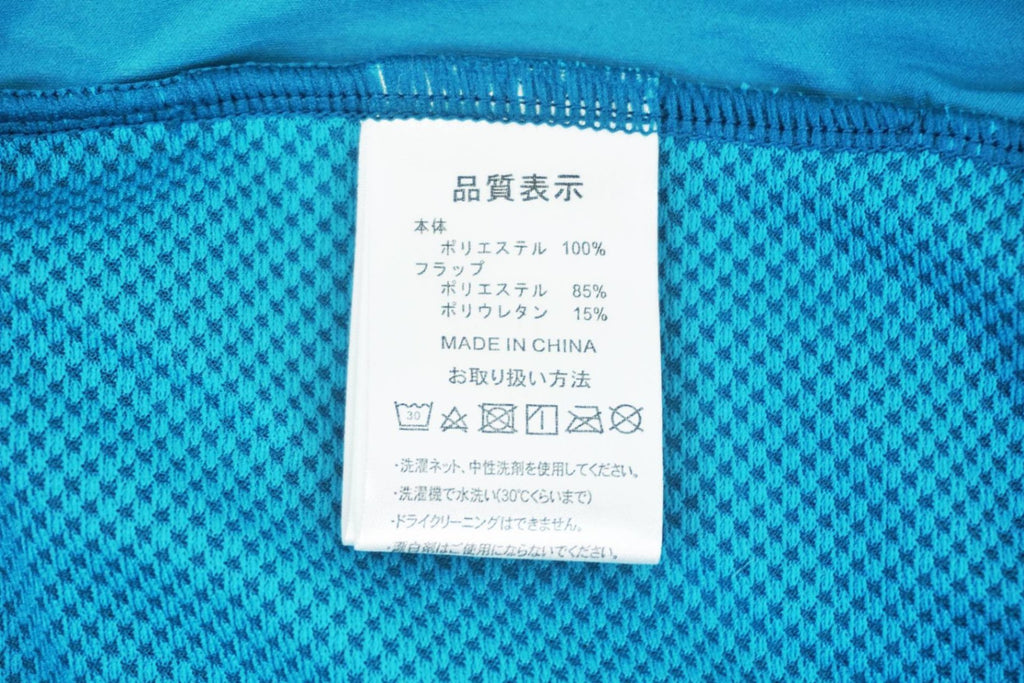 品質表示
本体
ポリエステル 100%
フラップ
ポリエステル 85%
ポリウレタン 15%
MADE IN CHINA
お取り扱い方法
30
・洗濯ネット、中性洗剤を使用してください。
・洗濯機で水洗い(30℃くらいまで)
・ドライクリーニングはできません。
・漂白剤はご使用にならないでください。